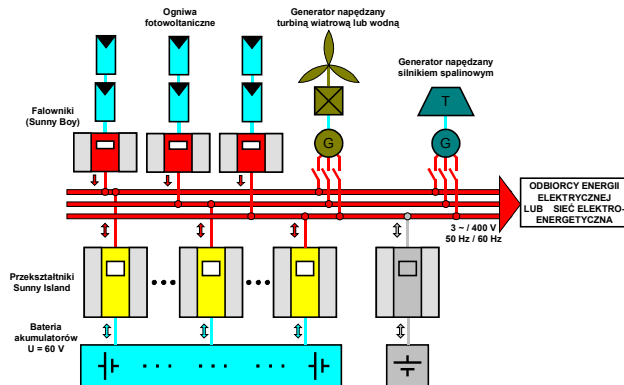 Ogniwa
fotowoltaiczne
Generator napędzany
turbiną wiatrową lub wodną
Generator napędzany
silnikiem spalinowym
T
Falowniki
(Sunny Boy)
G
G
ODBIORCY ENERGII
ELEKTRYCZNEJ
LUB SIEĆ ELEKTRO-
ENERGETYCZNA
3 ~ / 400 V
50 Hz / 60 Hz
Przekształtniki
Sunny Island
Bateria
akumulatorów
U = 60 V